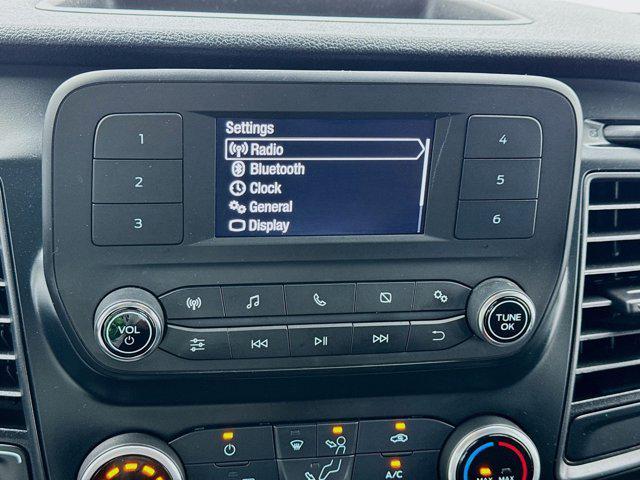 Settings
Radio
Bluetooth
Clock
General
Display
1
2
3
4
5
6
VOL
TUNE
OK
A/C
MAX MAX